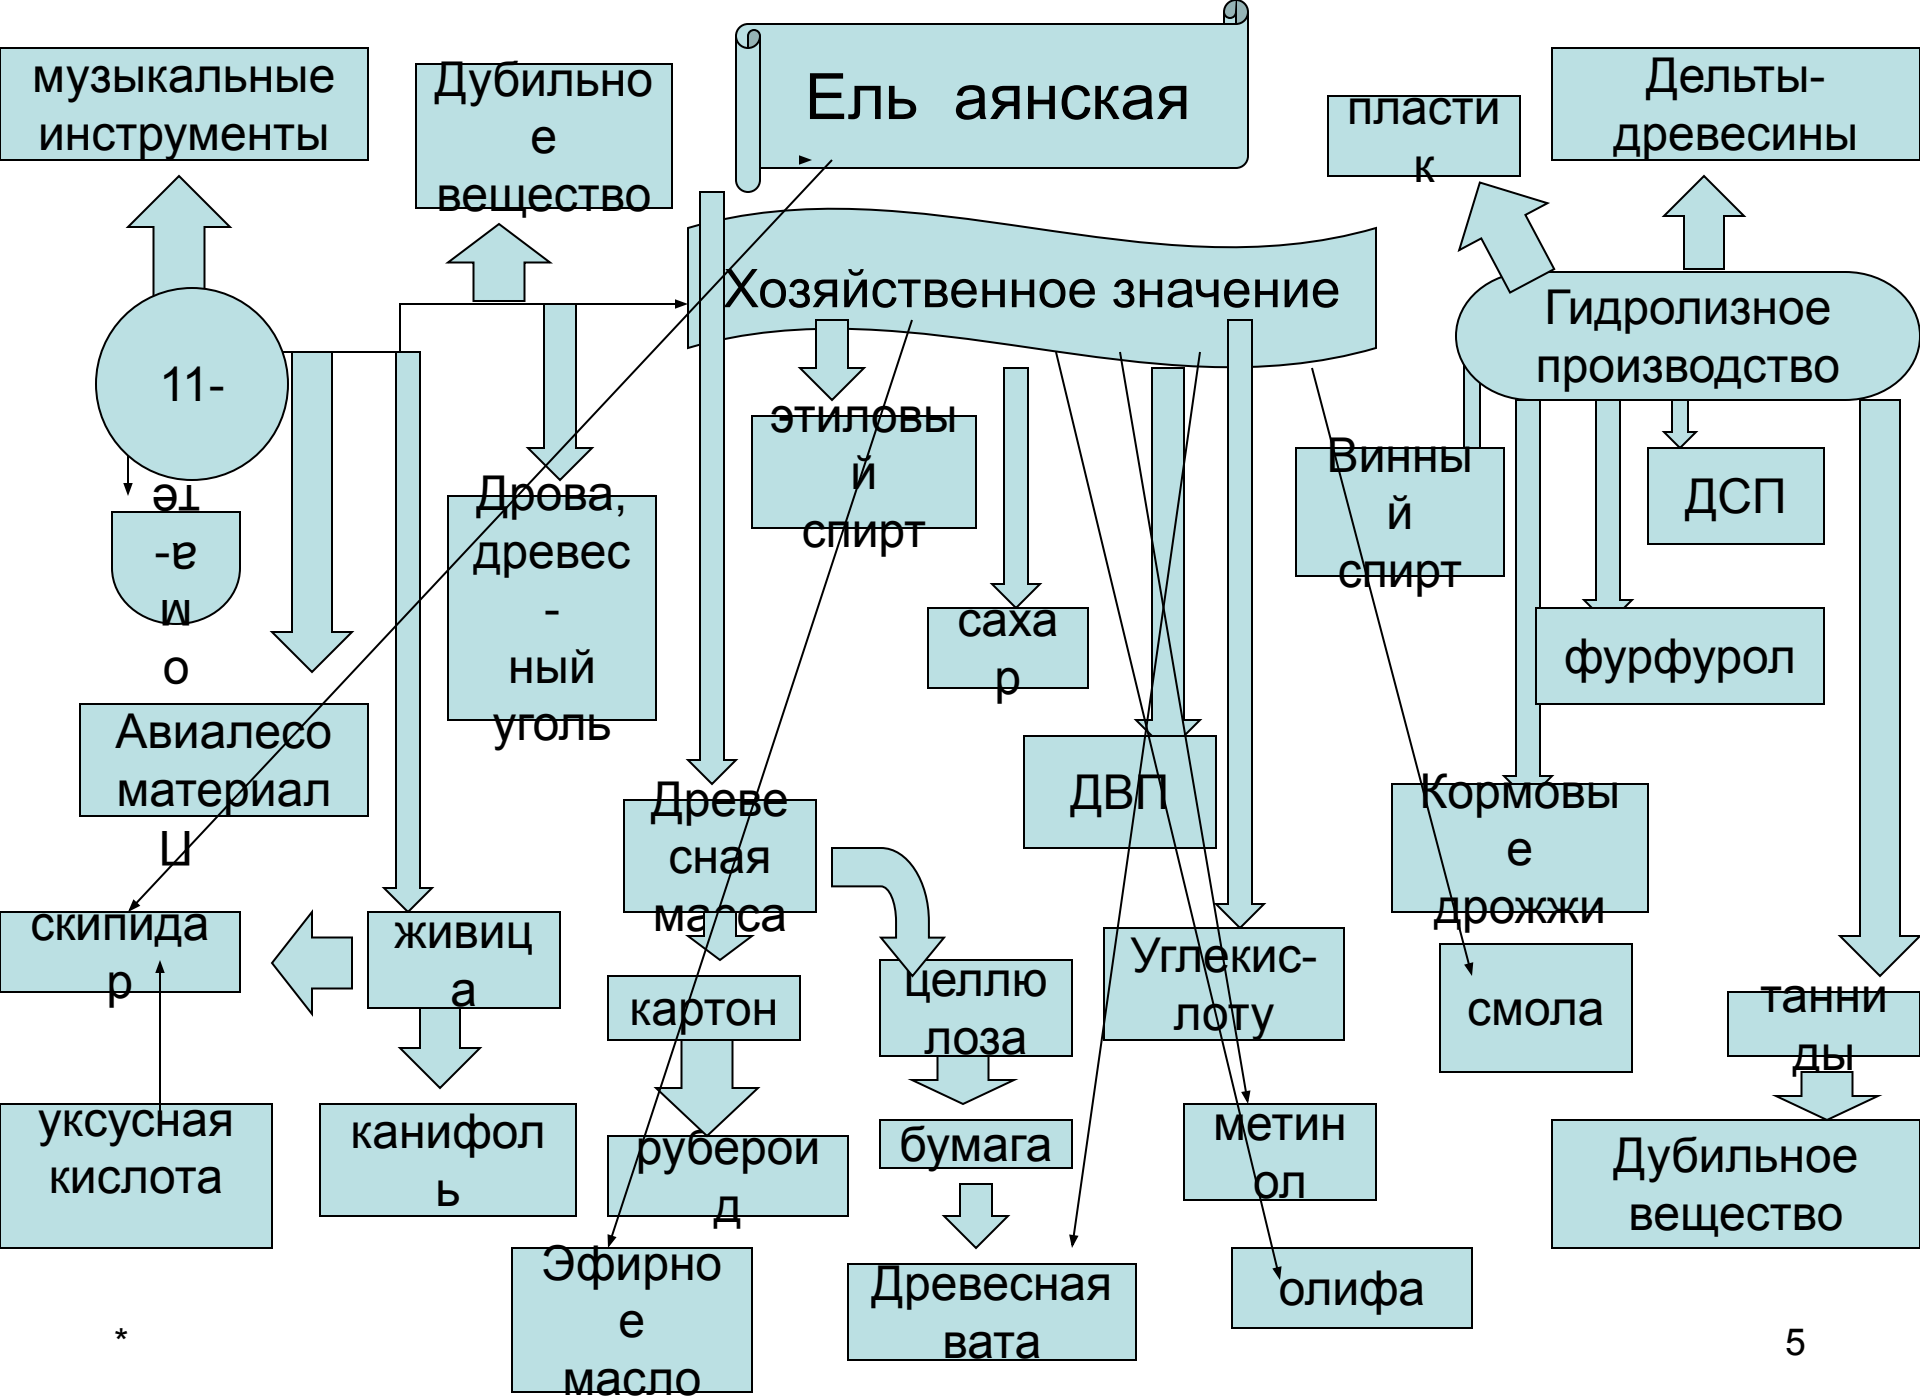 музыкальные
инструменты
Дубильно
е
вещество
Ель аянская
пласти
к
Дельты-
древесины
Хозяйственное значение
Гидролизное
производство
11-
этиловы
й
спирт
Винны
й
спирт
ДСП
те
а-
м
о
Дрова,
древес
-
ный
уголь
саха
р
фурфурол
Авиалесо
материал
ДВП
Древе
сная
масса
Кормовы
е
дрожжи
скипида
р
живиц
а
картон
целлю
лоза
Углекис-
лоту
смола
танни
ды
уксусная
кислота
канифол
ь
руберои
д
бумага
метин
ол
Дубильное
вещество
Эфирно
е
масло
Древесная
вата
олифа
*
5